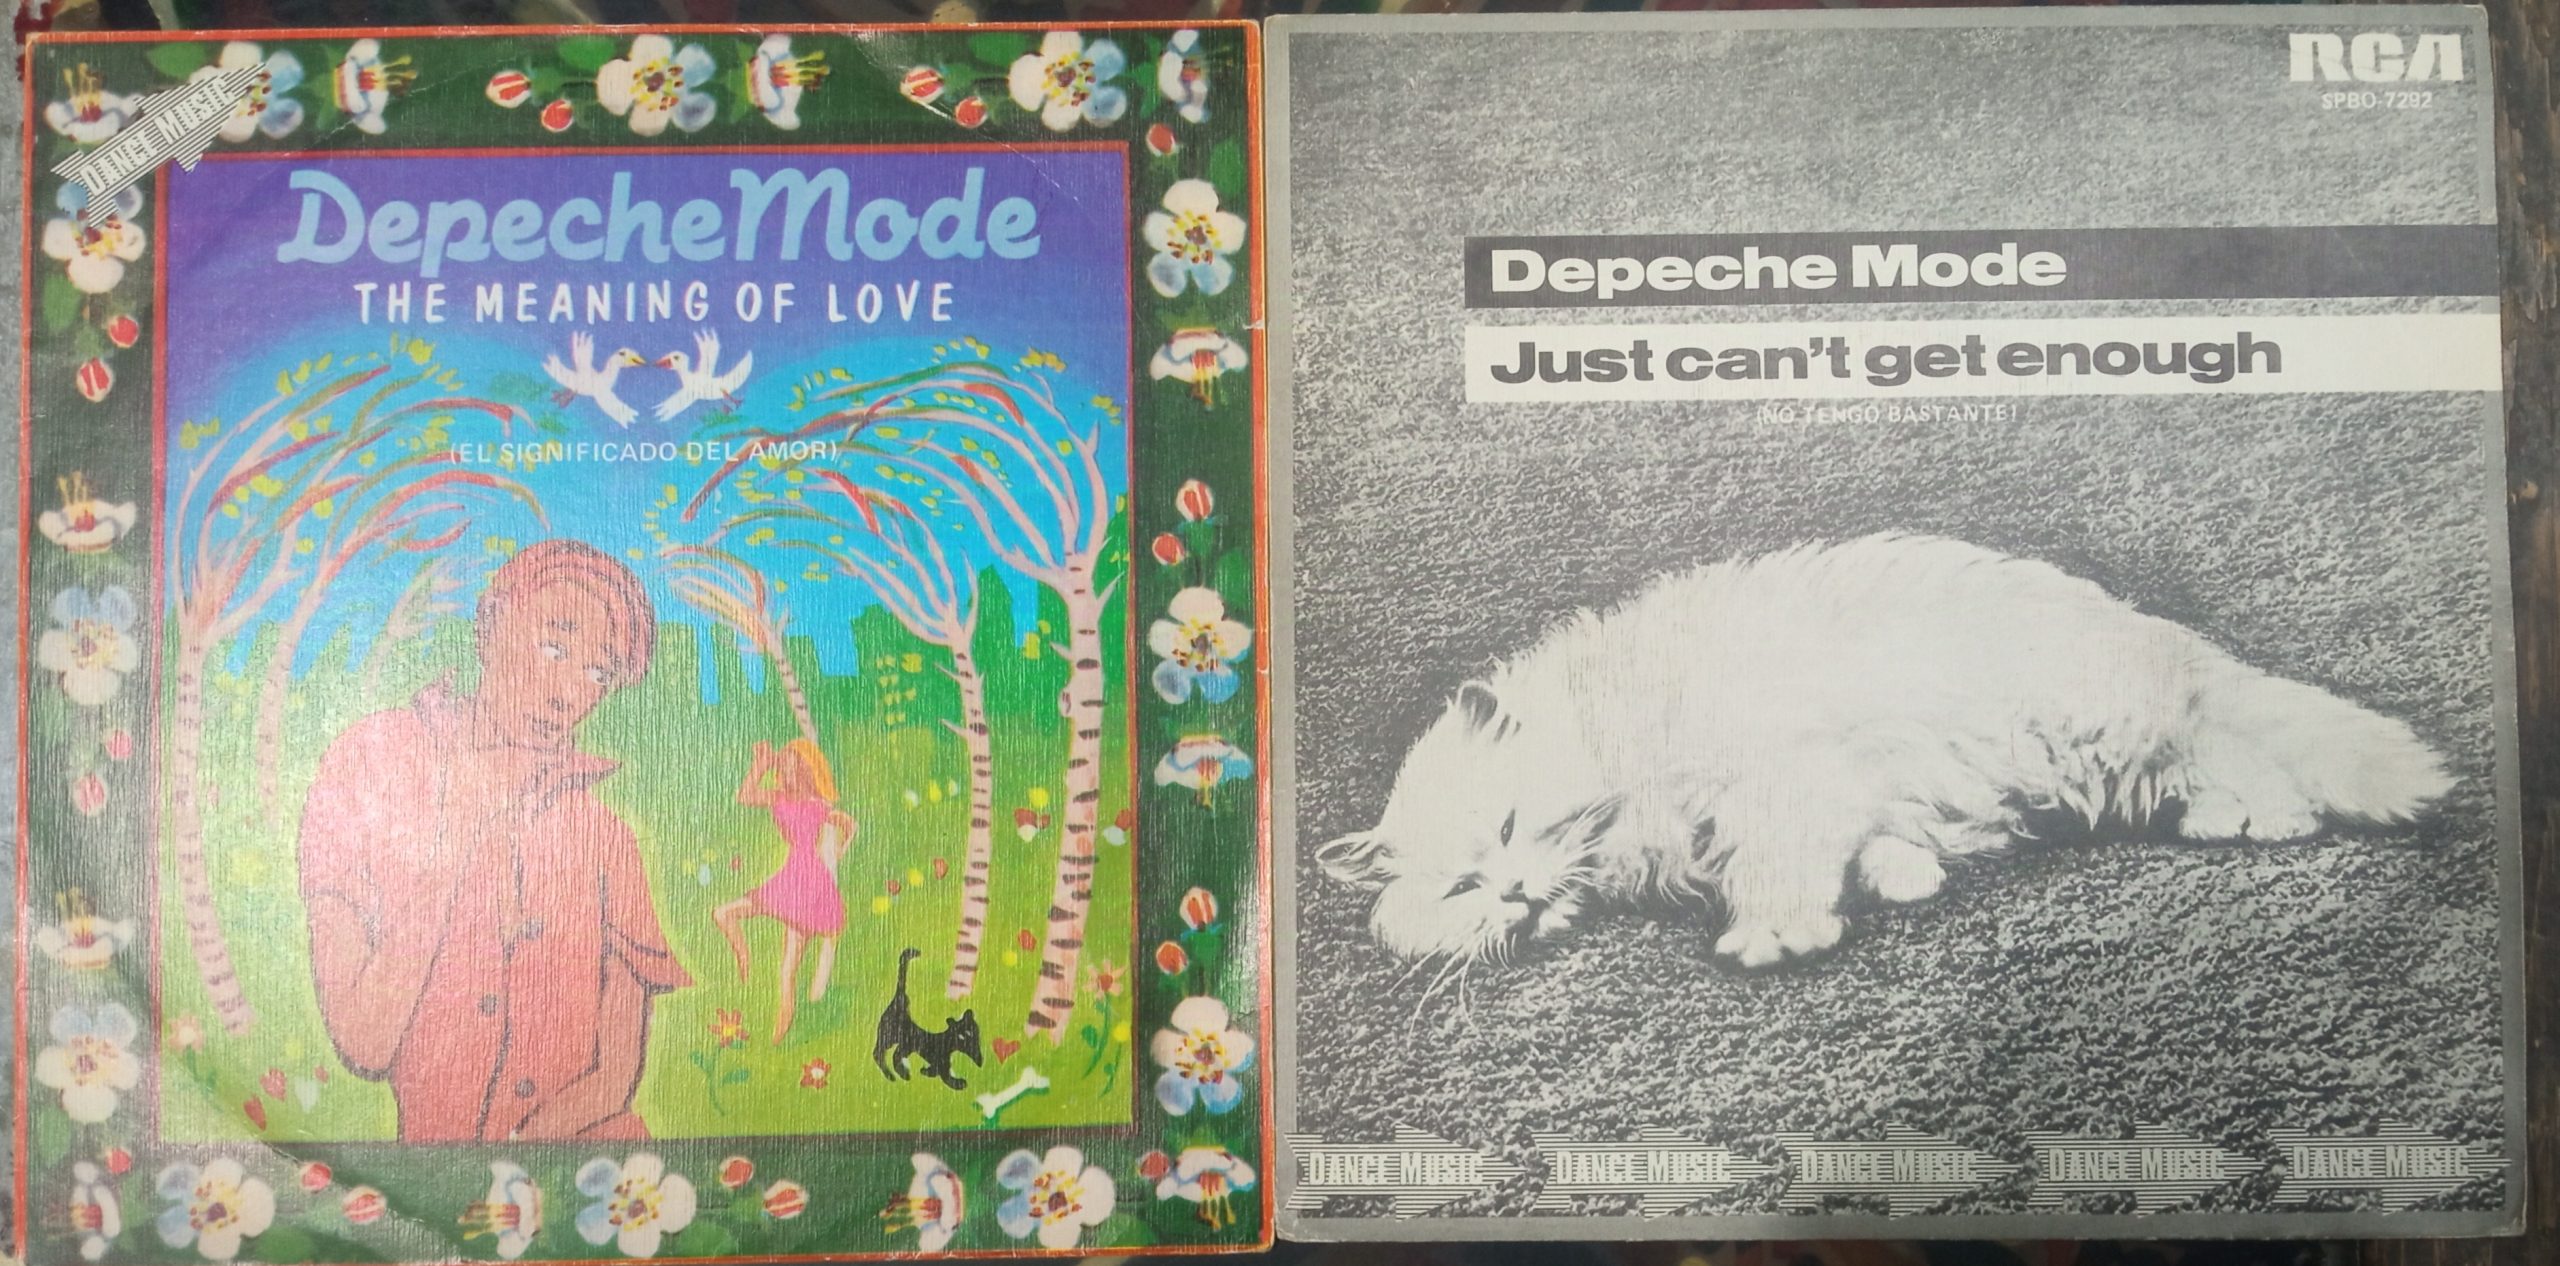 DANCE MUSIC
Depeche Mode
THE MEANING OF LOVE
(EL SIGNIFICADO DEL AMOR)
RCA
SPBO-7292
Depeche Mode
Just can't get enough
(NO TENGO BASTANTE)
DANCE MUSIC DANCE MUSIC DANCE MUSIC DANCE MUSIC DANCE MUSIC